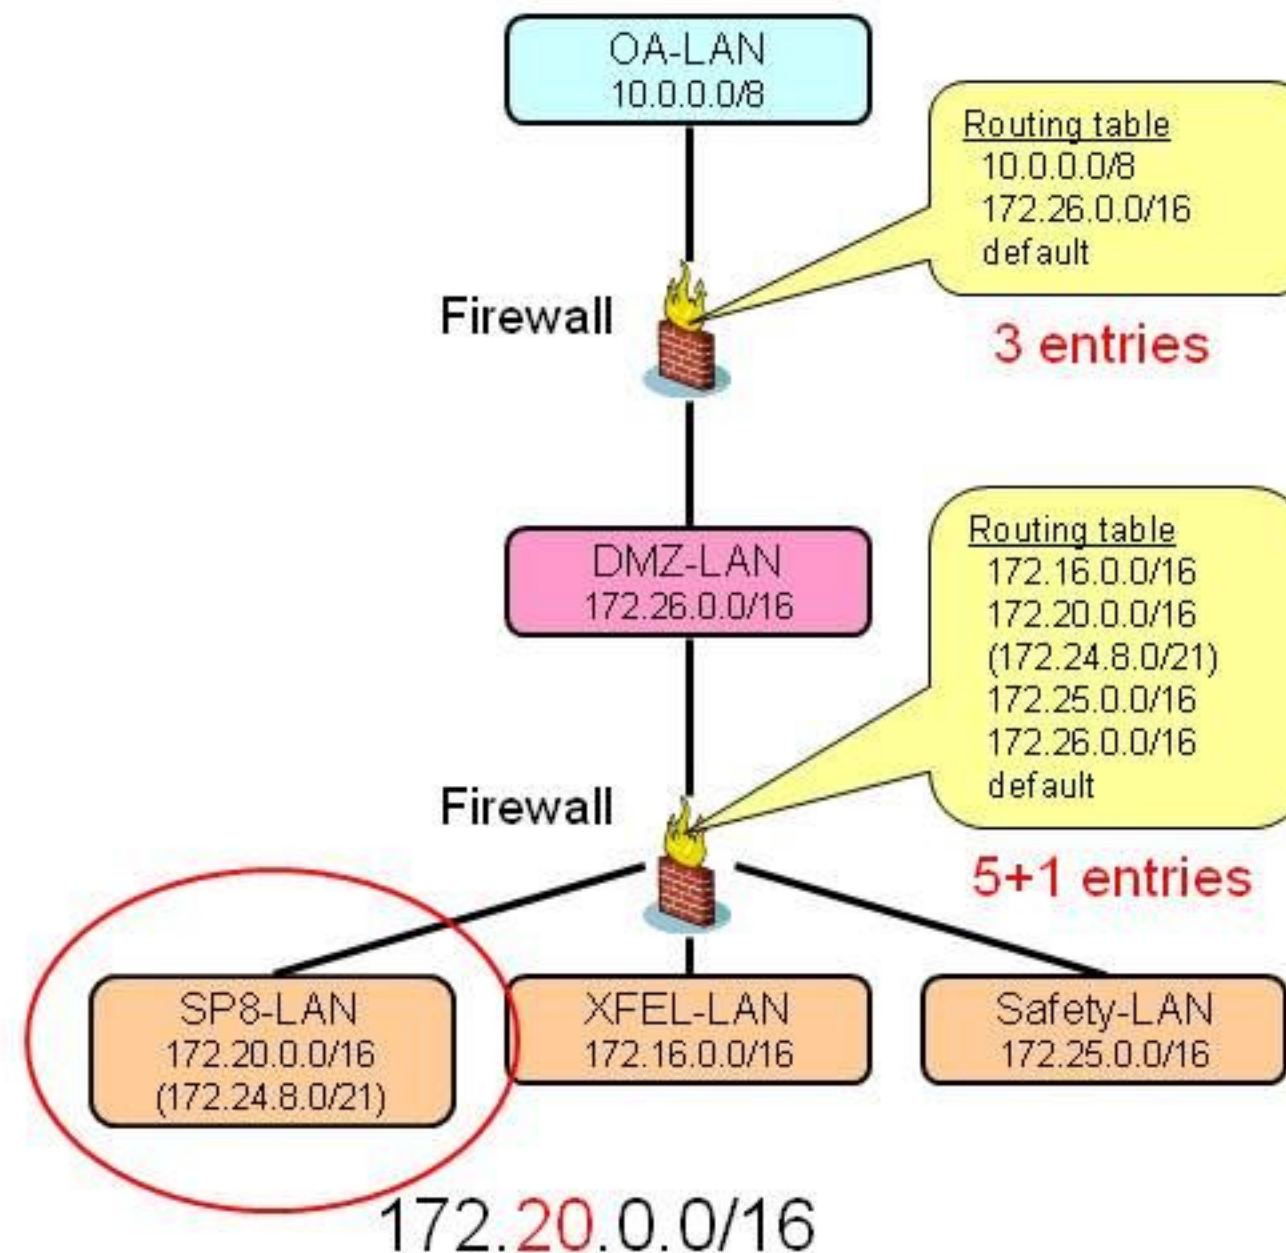 OA-LAN
10.0.0.0/8
Routing table
10.0.0.0/8
172.26.0.0/16
default
Firewall
3 entries
DMZ-LAN
172.26.0.0/16
Routing table
172.16.0.0/16
172.20.0.0/16
(172.24.8.0/21)
172.25.0.0/16
172.26.0.0/16
default
Firewall
5+1 entries
SP8-LAN
172.20.0.0/16
(172.24.8.0/21)
XFEL-LAN
172.16.0.0/16
Safety-LAN
172.25.0.0/16
172.20.0.0/16